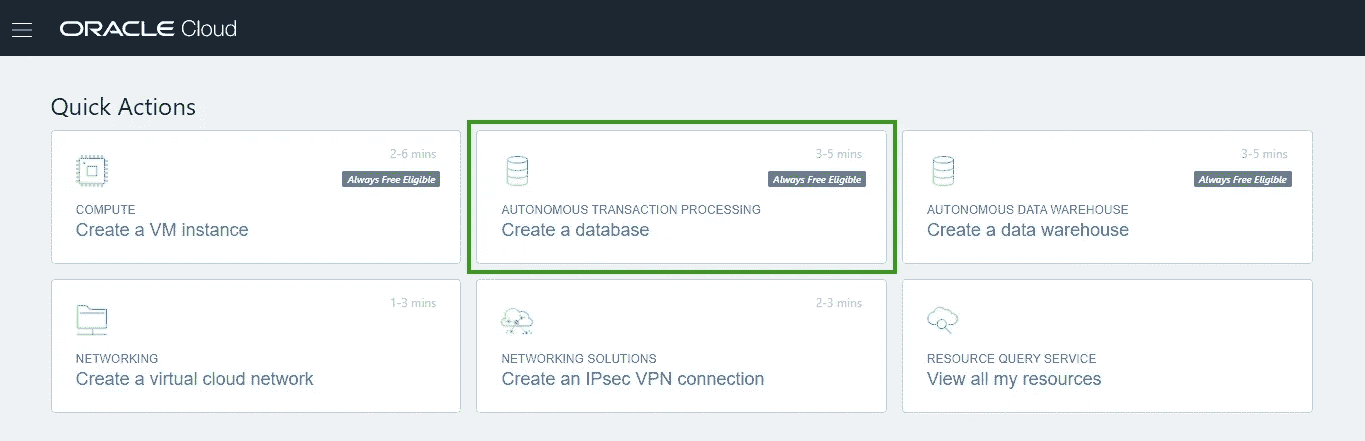 ORACLE Cloud
Quick Actions
2-6 mins
Always Free Eligible
COMPUTE
Create a VM instance
3-5 mins
Always Free Eligible
AUTONOMOUS TRANSACTION PROCESSING
Create a database
3-5 mins
Always Free Eligible
AUTONOMOUS DATA WAREHOUSE
Create a data warehouse
1-3 mins
NETWORKING
Create a virtual cloud network
2-3 mins
NETWORKING SOLUTIONS
Create an IPsec VPN connection
RESOURCE QUERY SERVICE
View all my resources